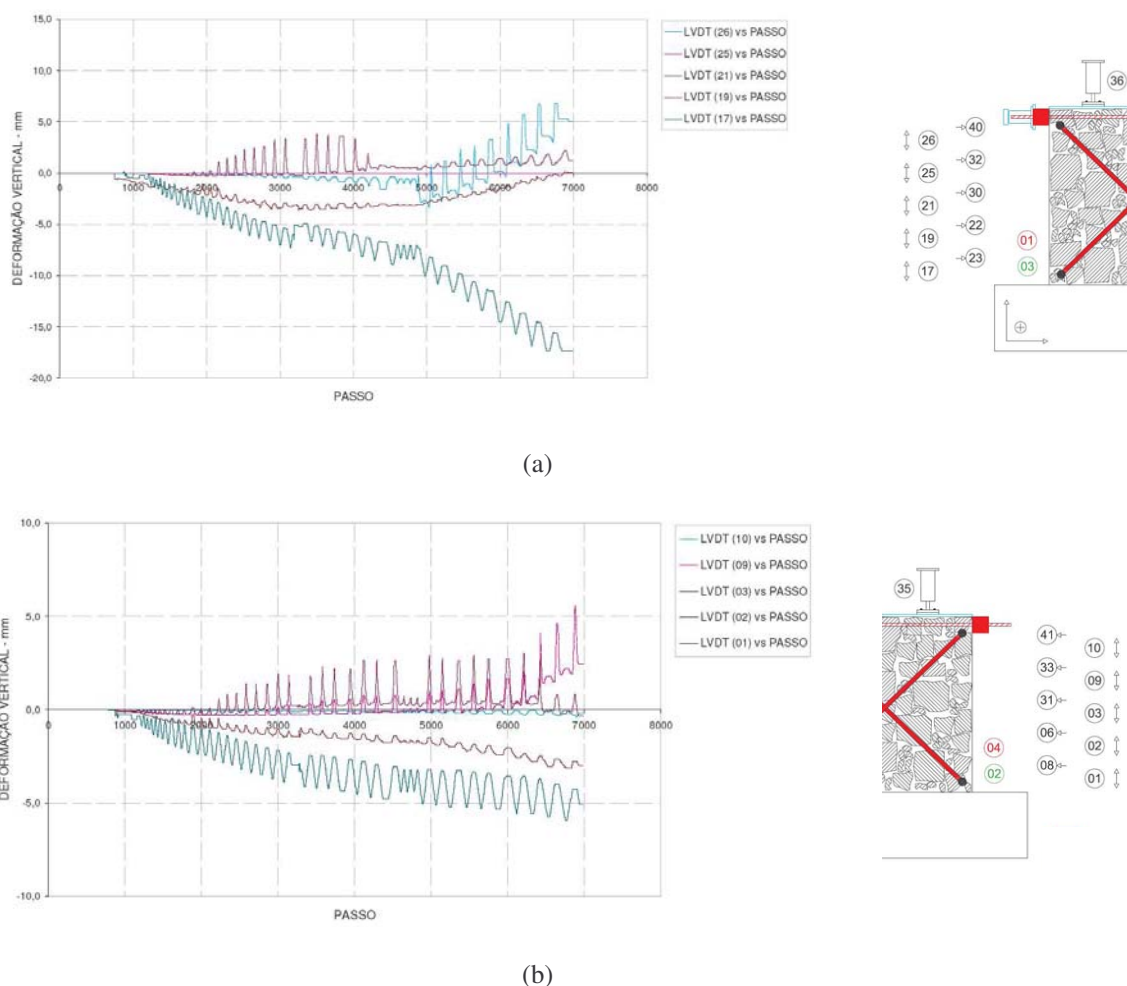 15,0
10,0
5,0
0,0
-5,0
-10,0
-15,0
-20,0
DEFORMAÇÃO VERTICAL - mm
0 1000 2000 3000 4000 5000 6000 7000 8000
PASSO
LVDT (26) vs PASSO
LVDT (25) vs PASSO
LVDT (21) vs PASSO
LVDT (19) vs PASSO
LVDT (17) vs PASSO
36
26 40
25 32
21 30
19 22
17 23
01
03
(a)
10,0
5,0
0,0
-5,0
-10,0
DEFORMAÇÃO VERTICAL - mm
0 1000 2000 3000 4000 5000 6000 7000 8000
PASSO
LVDT (10) vs PASSO
LVDT (09) vs PASSO
LVDT (03) vs PASSO
LVDT (02) vs PASSO
LVDT (01) vs PASSO
35
41 10
33 09
31 03
06 02
08 01
04
02
(b)